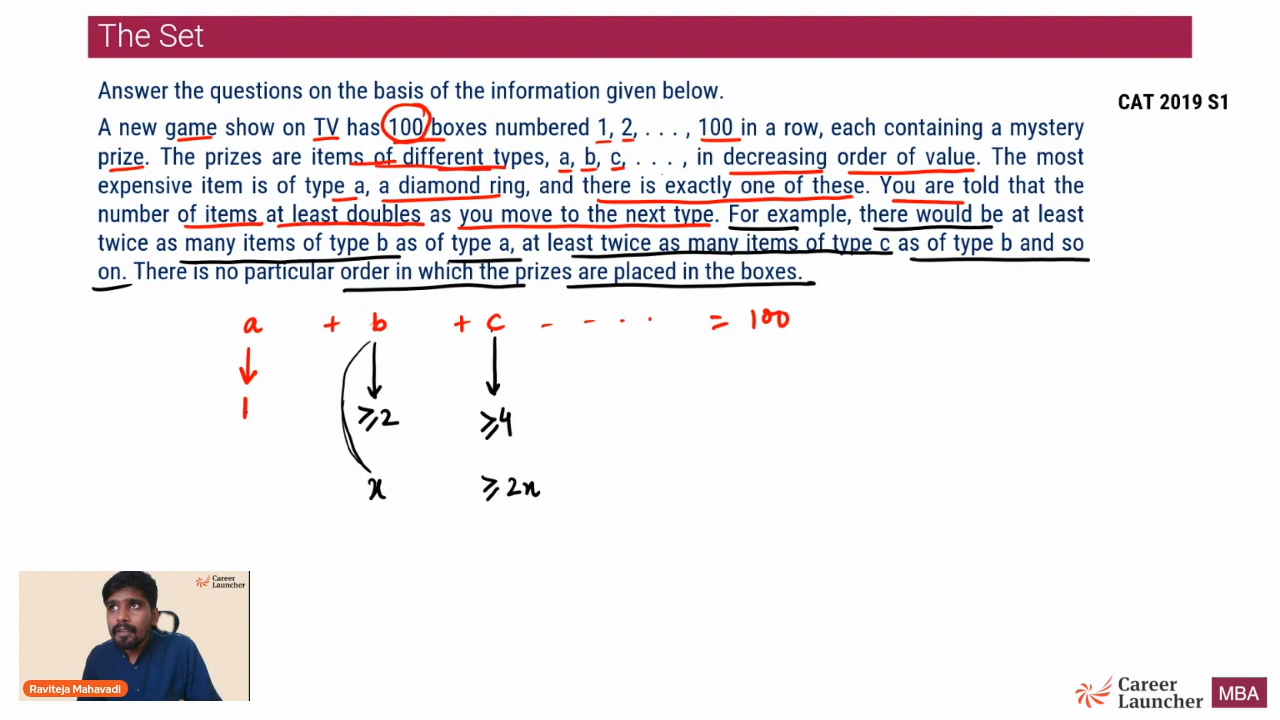 The Set
Answer the questions on the basis of the information given below.
CAT 2019 S1
A new game show on TV has 100 boxes numbered 1, 2, . . . , 100 in a row, each containing a mystery
prize. The prizes are items of different types, a, b, c, . . . , in decreasing order of value. The most
expensive item is of type a, a diamond ring, and there is exactly one of these. You are told that the
number of items at least doubles as you move to the next type. For example, there would be at least
twice as many items of type b as of type a, at least twice as many items of type c as of type b and so
on. There is no particular order in which the prizes are placed in the boxes.
a + b + c - - . . = 100
1 ≥2 ≥4
x ≥2x
Career
Launcher
Raviteja Mahavadi
Career
Launcher MBA